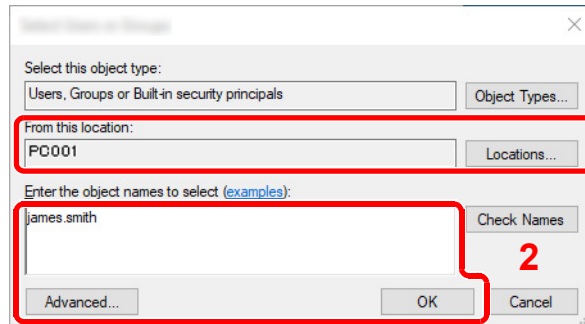 Select this object type:
Users, Groups or Built-in security principals
Object Types...
From this location:
PC001
Locations...
Enter the object names to select (examples):
james.smith
Check Names
2
Advanced...
OK
Cancel